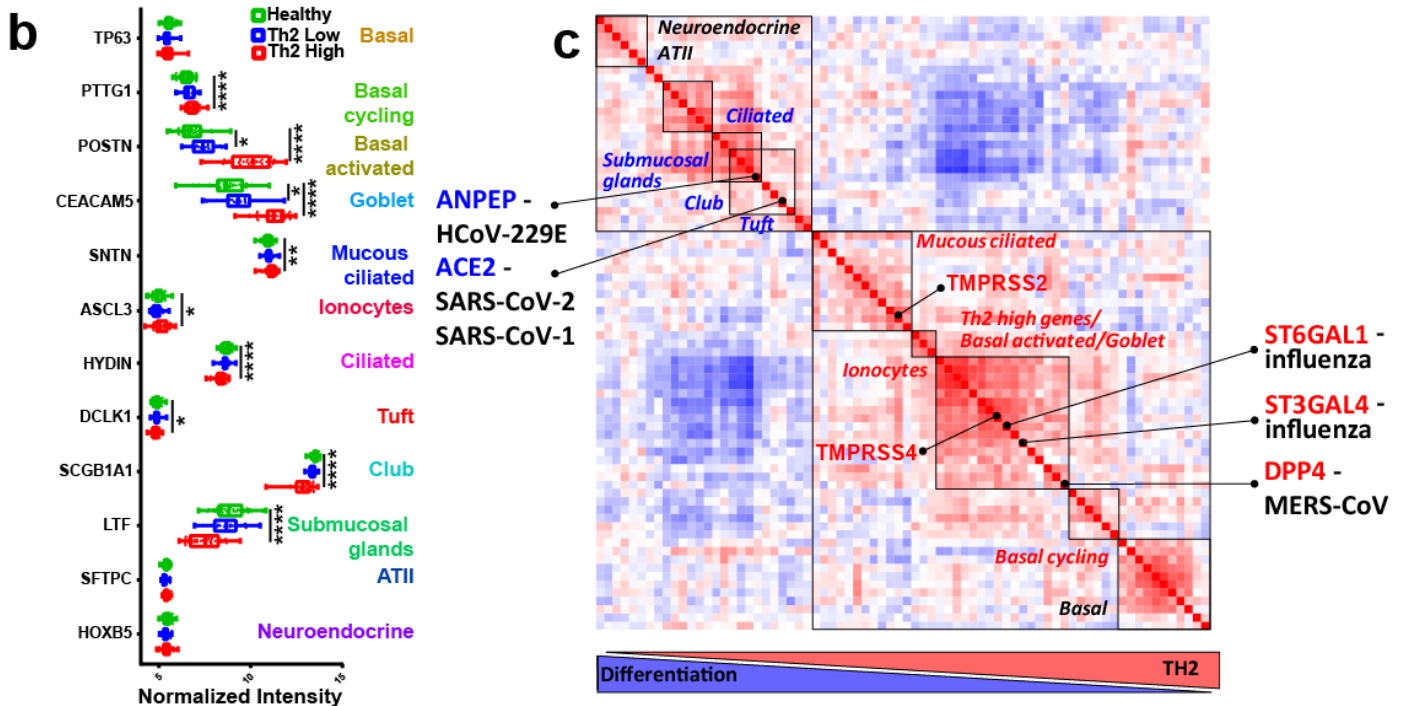 b
Healthy
Th2 Low
Th2 High
TP63
Basal
PTTG1
****
Basal
cycling
POSTN
*
****
Basal
activated
CEACAM5
*
****
Goblet
SNTN
**
Mucous
ciliated
ASCL3
*
Ionocytes
HYDIN
****
Ciliated
DCLK1
*
Tuft
SCGB1A1
****
Club
LTF
****
Submucosal
glands
SFTPC
ATII
HOXB5
Neuroendocrine
5
10
15
Normalized Intensity
c
Neuroendocrine
ATII
Ciliated
Submucosal
glands
Club
Tuft
ANPEP -
HCoV-229E
ACE2 -
SARS-CoV-2
SARS-CoV-1
Mucous ciliated
TMPRSS2
Th2 high genes/
Basal activated/Goblet
Ionocytes
TMPRSS4
ST6GAL1 -
influenza
ST3GAL4 -
influenza
DPP4 -
MERS-CoV
Basal cycling
Basal
Differentiation
TH2